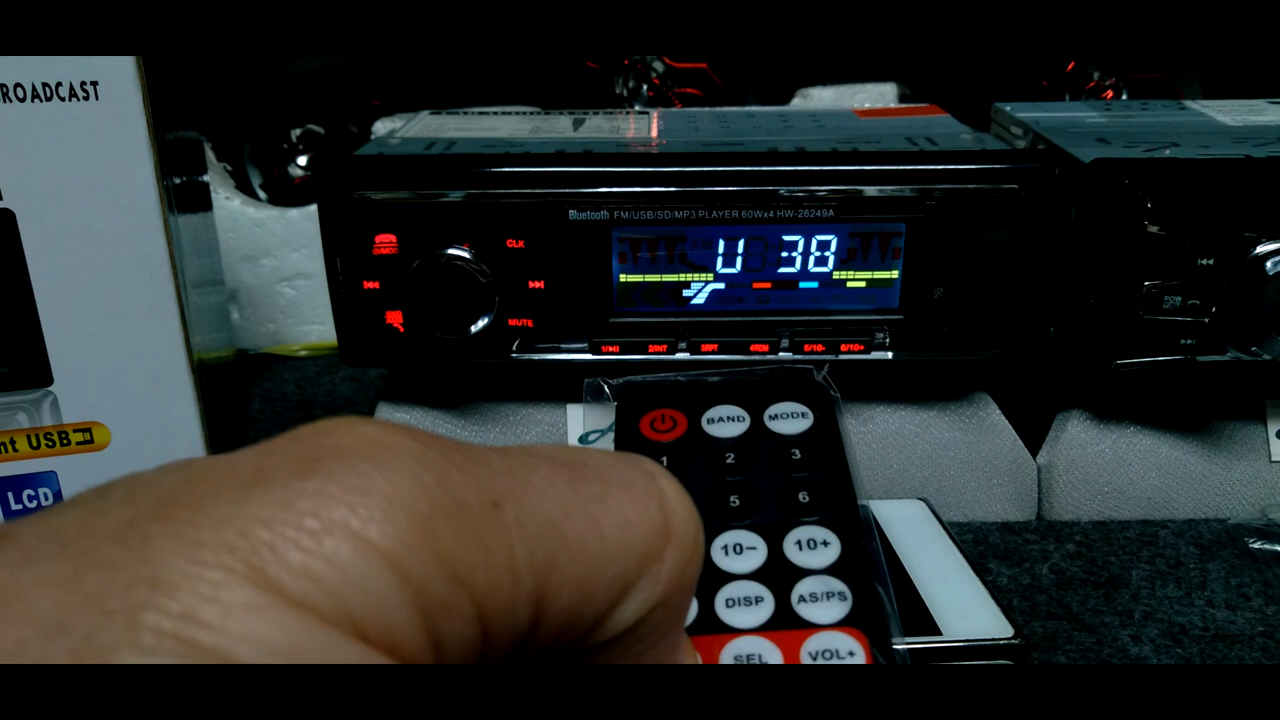 ROADCAST
Bluetooth FM/USB/SD/MP3 PLAYER 60Wx4 HW-26249A
CLK
U 38
MUTE
2/INT
3/RPT
4/RDM
5/10-
6/10+
nt USB
LCD
BAND
MODE
1
2
3
5
6
10-
10+
DISP
AS/PS
SEL
VOL+